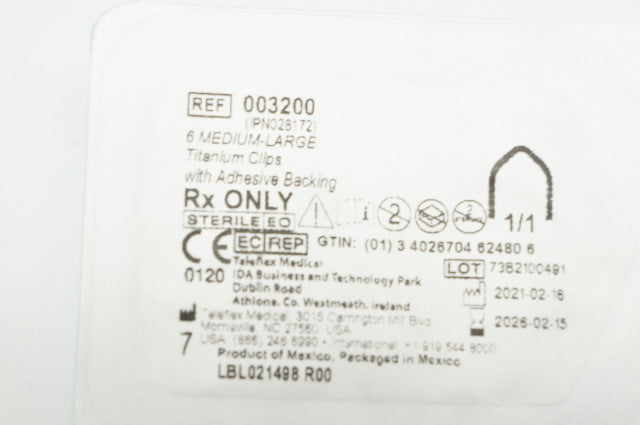 REF 003200
(IPN028172)
6 MEDIUM-LARGE
Titanium Clips
with Adhesive Backing
Rx ONLY
STERILE EO i 2 2
1/1
EC REP GTIN: (01) 3 4026704 62480 6
Teleflex Medical
0120 IDA Business and Technology Park
Dublin Road
Athlone, Co. Westmeath, Ireland
LOT 73B2100491
2021-02-16
2026-02-15
Teleflex Medical, 3015 Carrington Mill Blvd
Morrisville, NC 27560, USA
7 USA: (866) 246 6990 • International: +1 919 544 8000
Product of Mexico, Packaged in Mexico
LBL021498 R00